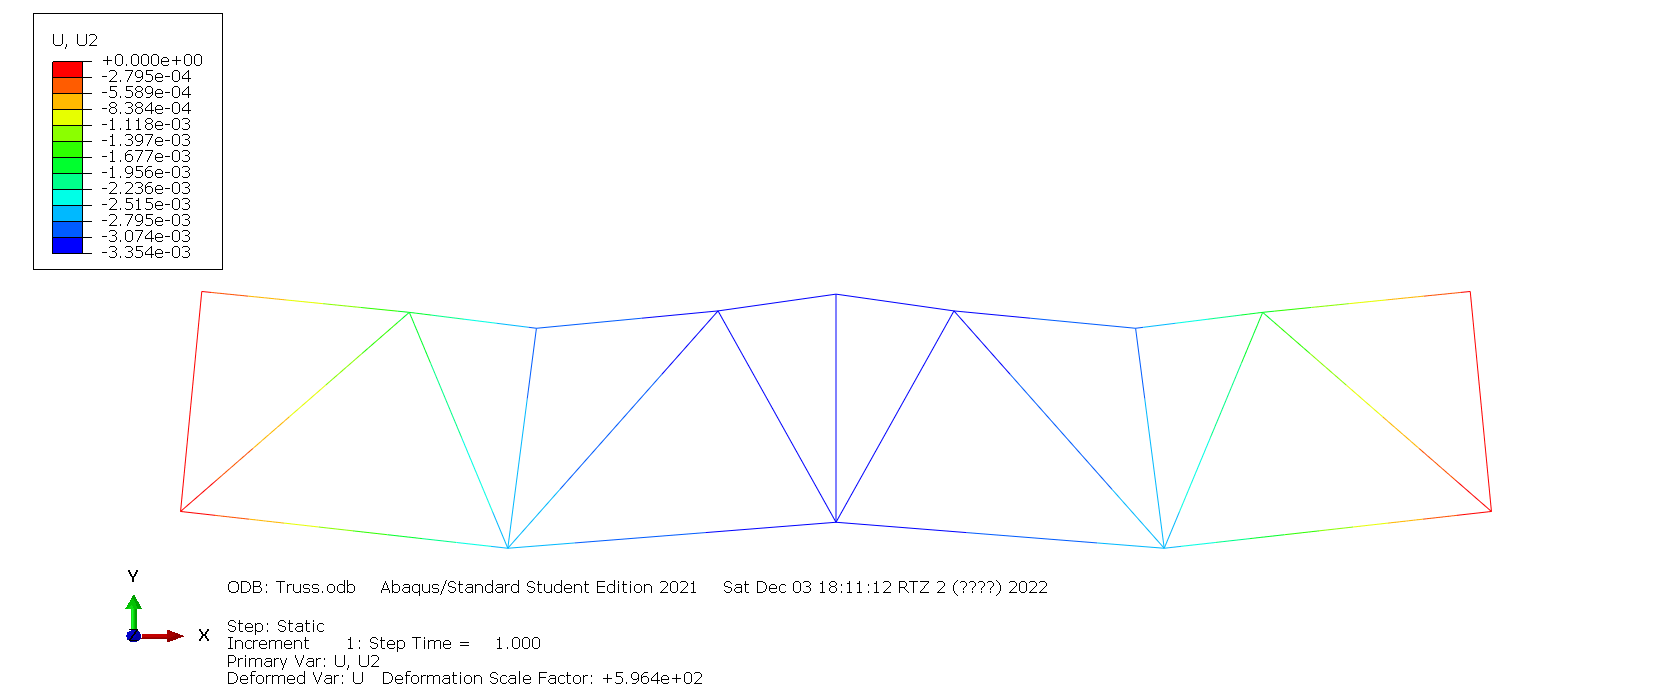 U, U2
+0.000e+00
-2.795e-04
-5.589e-04
-8.384e-04
-1.118e-03
-1.397e-03
-1.677e-03
-1.956e-03
-2.236e-03
-2.515e-03
-2.795e-03
-3.074e-03
-3.354e-03
Y
X
Z
ODB: Truss.odb Abaqus/Standard Student Edition 2021 Sat Dec 03 18:11:12 RTZ 2 (????) 2022
Step: Static
Increment 1: Step Time = 1.000
Primary Var: U, U2
Deformed Var: U Deformation Scale Factor: +5.964e+02